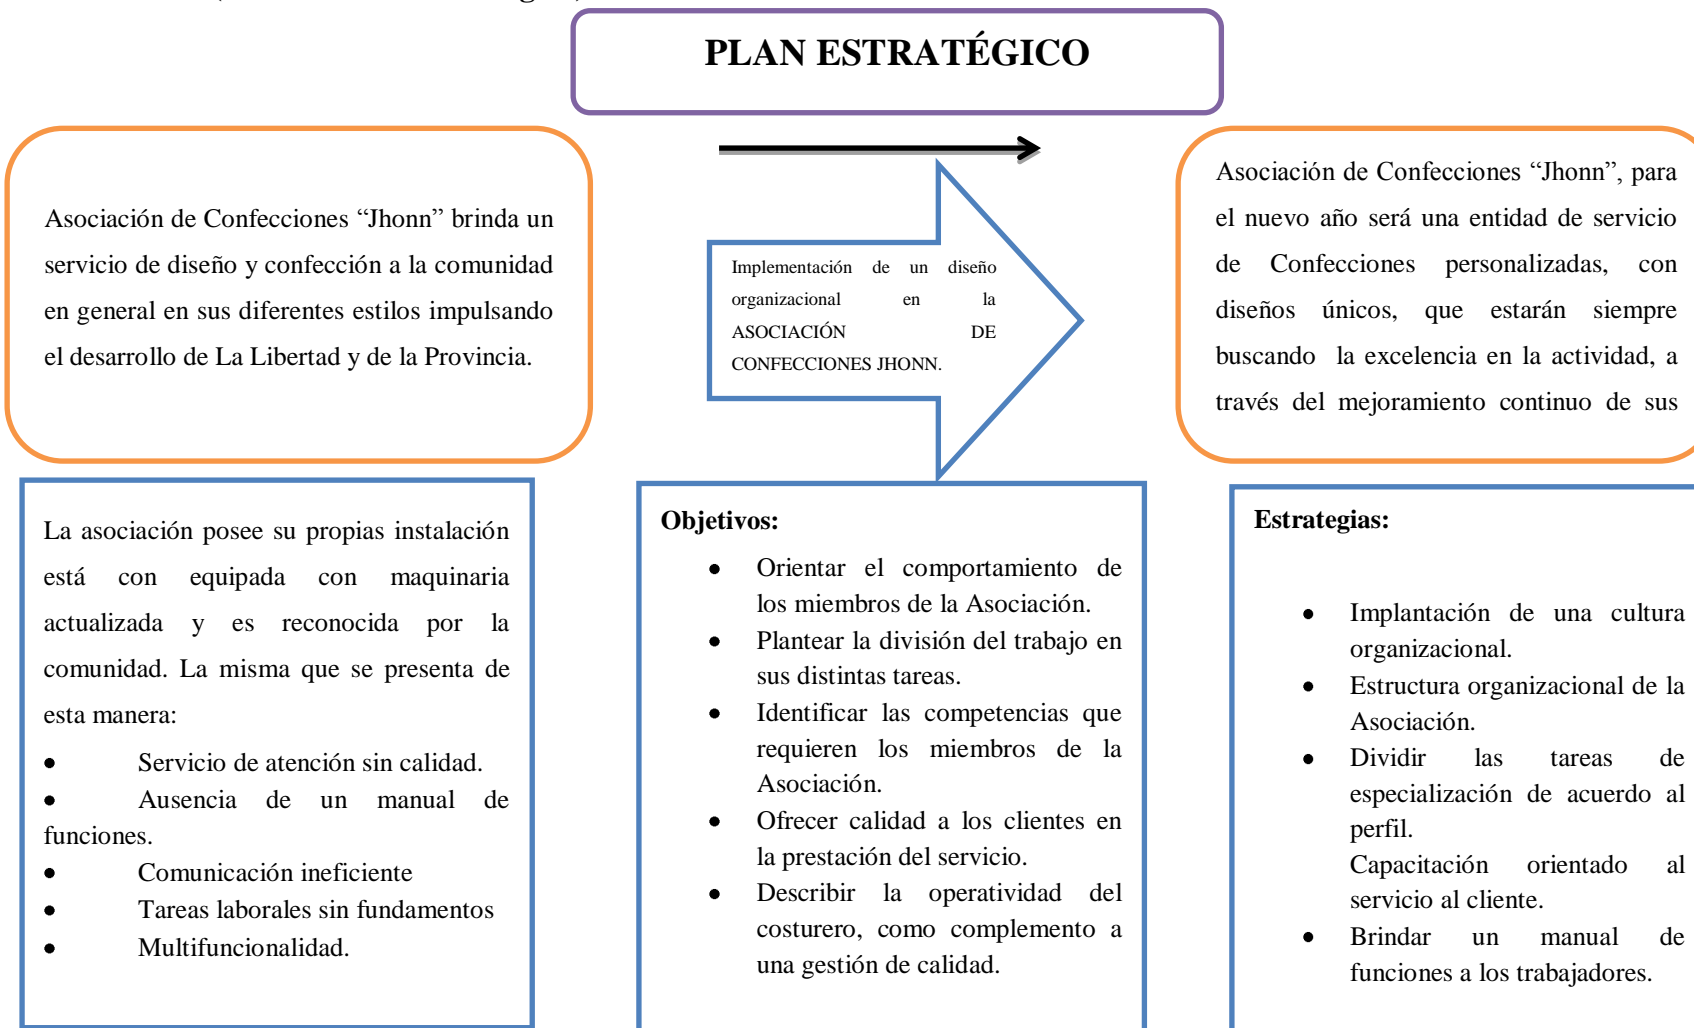 PLAN ESTRATÉGICO
Asociación de Confecciones “Jhonn” brinda un
servicio de diseño y confección a la comunidad
en general en sus diferentes estilos impulsando
el desarrollo de La Libertad y de la Provincia.
Implementación de un diseño
organizacional en la
ASOCIACIÓN DE
CONFECCIONES JHONN.
Asociación de Confecciones “Jhonn”, para
el nuevo año será una entidad de servicio
de Confecciones personalizadas, con
diseños únicos, que estarán siempre
buscando la excelencia en la actividad, a
través del mejoramiento continuo de sus
La asociación posee su propias instalación
está con equipada con maquinaria
actualizada y es reconocida por la
comunidad. La misma que se presenta de
esta manera:
• Servicio de atención sin calidad.
• Ausencia de un manual de
funciones.
• Comunicación ineficiente
• Tareas laborales sin fundamentos
• Multifuncionalidad.
Objetivos:
• Orientar el comportamiento de
los miembros de la Asociación.
• Plantear la división del trabajo en
sus distintas tareas.
• Identificar las competencias que
requieren los miembros de la
Asociación.
• Ofrecer calidad a los clientes en
la prestación del servicio.
• Describir la operatividad del
costurero, como complemento a
una gestión de calidad.
Estrategias:
• Implantación de una cultura
organizacional.
• Estructura organizacional de la
Asociación.
• Dividir las tareas de
especialización de acuerdo al
perfil.
Capacitación orientado al
servicio al cliente.
• Brindar un manual de
funciones a los trabajadores.